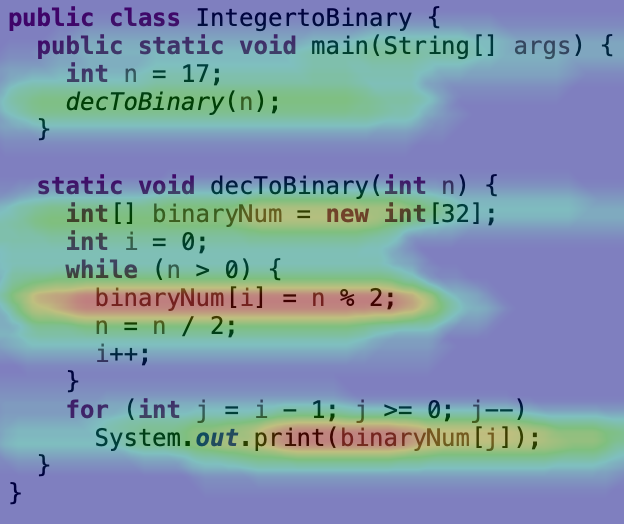 public class IntegertoBinary {
  public static void main(String[] args) {
    int n = 17;
    decToBinary(n);
  }

  static void decToBinary(int n) {
    int[] binaryNum = new int[32];
    int i = 0;
    while (n > 0) {
      binaryNum[i] = n % 2;
      n = n / 2;
      i++;
    }
    for (int j = i - 1; j >= 0; j--)
      System.out.print(binaryNum[j]);
  }
}